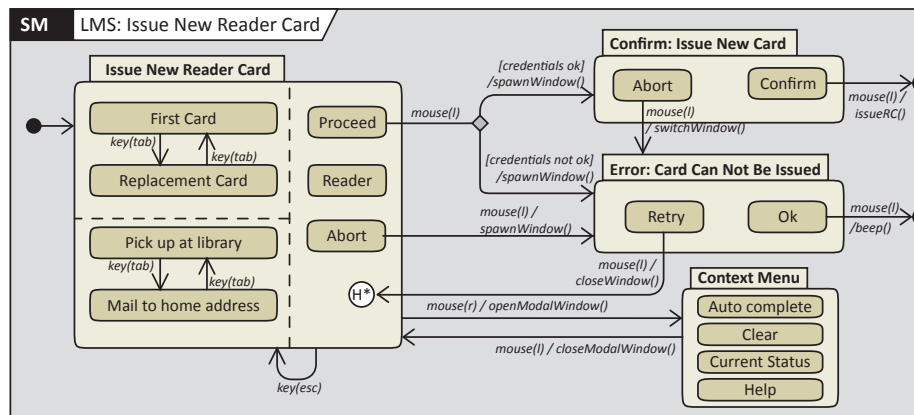 SM LMS: Issue New Reader Card
Issue New Reader Card
First Card
key(tab)
key(tab)
Replacement Card
Pick up at library
key(tab)
key(tab)
Mail to home address
Proceed
Reader
Abort
H*
key(esc)
mouse(l)
[credentials ok]
/spawnWindow()
[credentials not ok]
/spawnWindow()
mouse(l) /
spawnWindow()
Confirm: Issue New Card
Abort
Confirm
mouse(l)
/ switchWindow()
mouse(l) /
issueRC()
Error: Card Can Not Be Issued
Retry
Ok
mouse(l)
/beep()
mouse(l) /
closeWindow()
mouse(r) / openModalWindow()
mouse(l) / closeModalWindow()
Context Menu
Auto complete
Clear
Current Status
Help